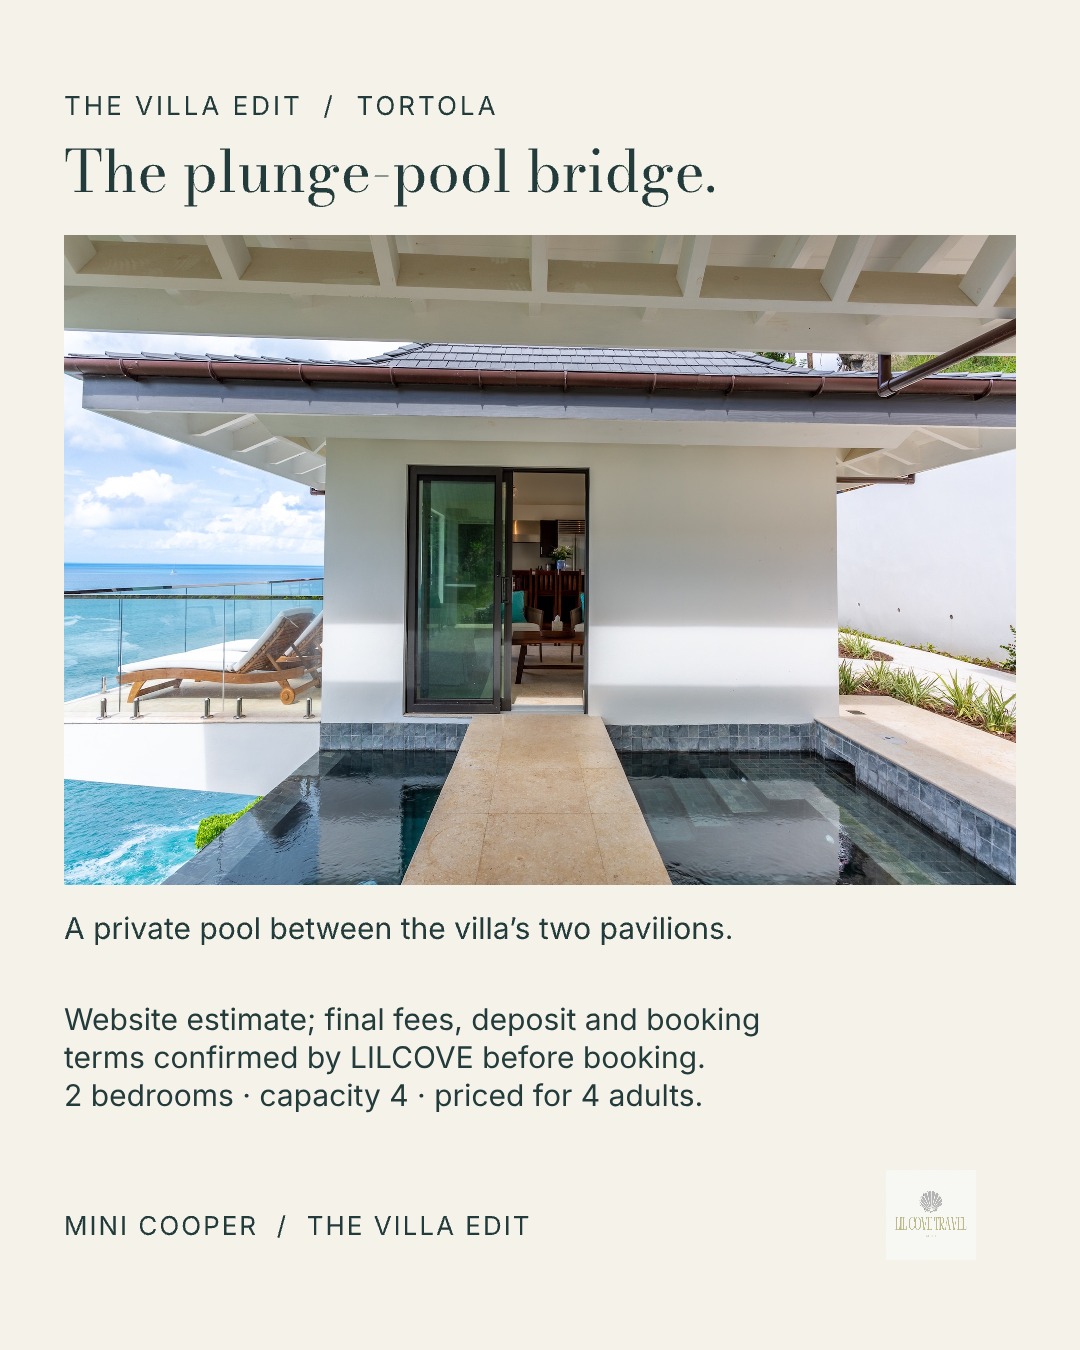 THE VILLA EDIT / TORTOLA
The plunge-pool bridge.
A private pool between the villa’s two pavilions.
Website estimate; final fees, deposit and booking
terms confirmed by LILCOVE before booking.
2 bedrooms · capacity 4 · priced for 4 adults.
MINI COOPER / THE VILLA EDIT
LIL COVE TRAVEL